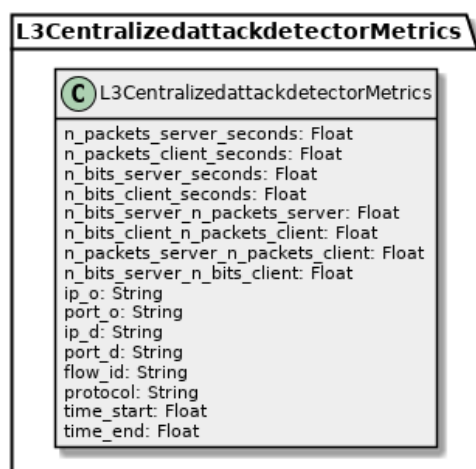 L3CentralizedattackdetectorMetrics
C L3CentralizedattackdetectorMetrics
n_packets_server_seconds: Float
n_packets_client_seconds: Float
n_bits_server_seconds: Float
n_bits_client_seconds: Float
n_bits_server_n_packets_server: Float
n_bits_client_n_packets_client: Float
n_packets_server_n_packets_client: Float
n_bits_server_n_bits_client: Float
ip_o: String
port_o: String
ip_d: String
port_d: String
flow_id: String
protocol: String
time_start: Float
time_end: Float